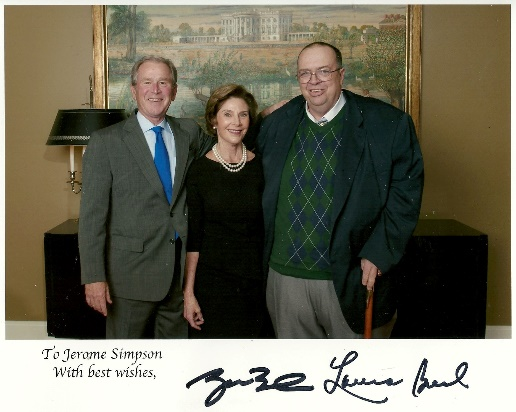 To Jerome Simpson
With best wishes,
Laura Bush